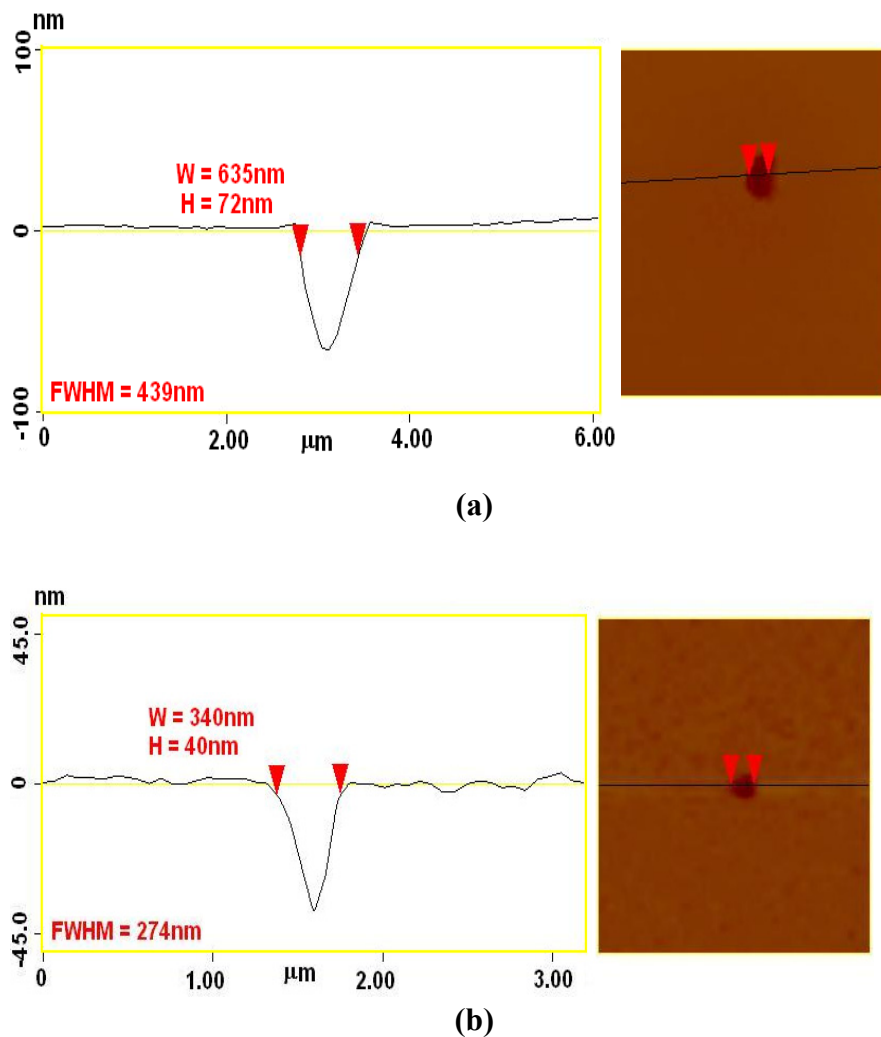 nm
100
W = 635nm
H = 72nm
0
FWHM = 439nm
-100
0 2.00 μm 4.00 6.00
(a)
nm
45.0
W = 340nm
H = 40nm
0
FWHM = 274nm
-45.0
0 1.00 μm 2.00 3.00
(b)